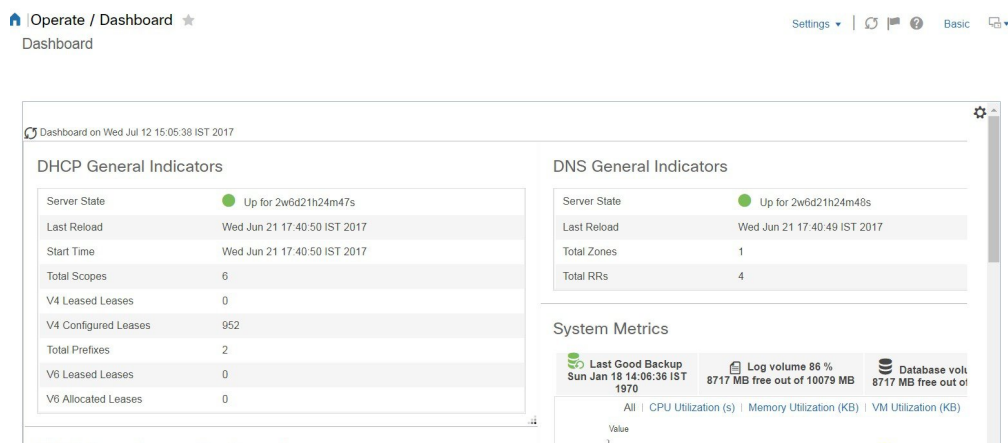 Operate / Dashboard
Settings
Basic
Dashboard
Dashboard on Wed Jul 12 15:05:38 IST 2017
DHCP General Indicators
Server State Up for 2w6d21h24m47s
Last Reload Wed Jun 21 17:40:50 IST 2017
Start Time Wed Jun 21 17:40:50 IST 2017
Total Scopes 6
V4 Leased Leases 0
V4 Configured Leases 952
Total Prefixes 2
V6 Leased Leases 0
V6 Allocated Leases 0
DNS General Indicators
Server State Up for 2w6d21h24m48s
Last Reload Wed Jun 21 17:40:49 IST 2017
Total Zones 1
Total RRs 4
System Metrics
Last Good Backup
Sun Jan 18 14:06:36 IST
1970
Log volume 86 %
8717 MB free out of 10079 MB
Database volu
8717 MB free out of
All | CPU Utilization (s) | Memory Utilization (KB) | VM Utilization (KB)
Value